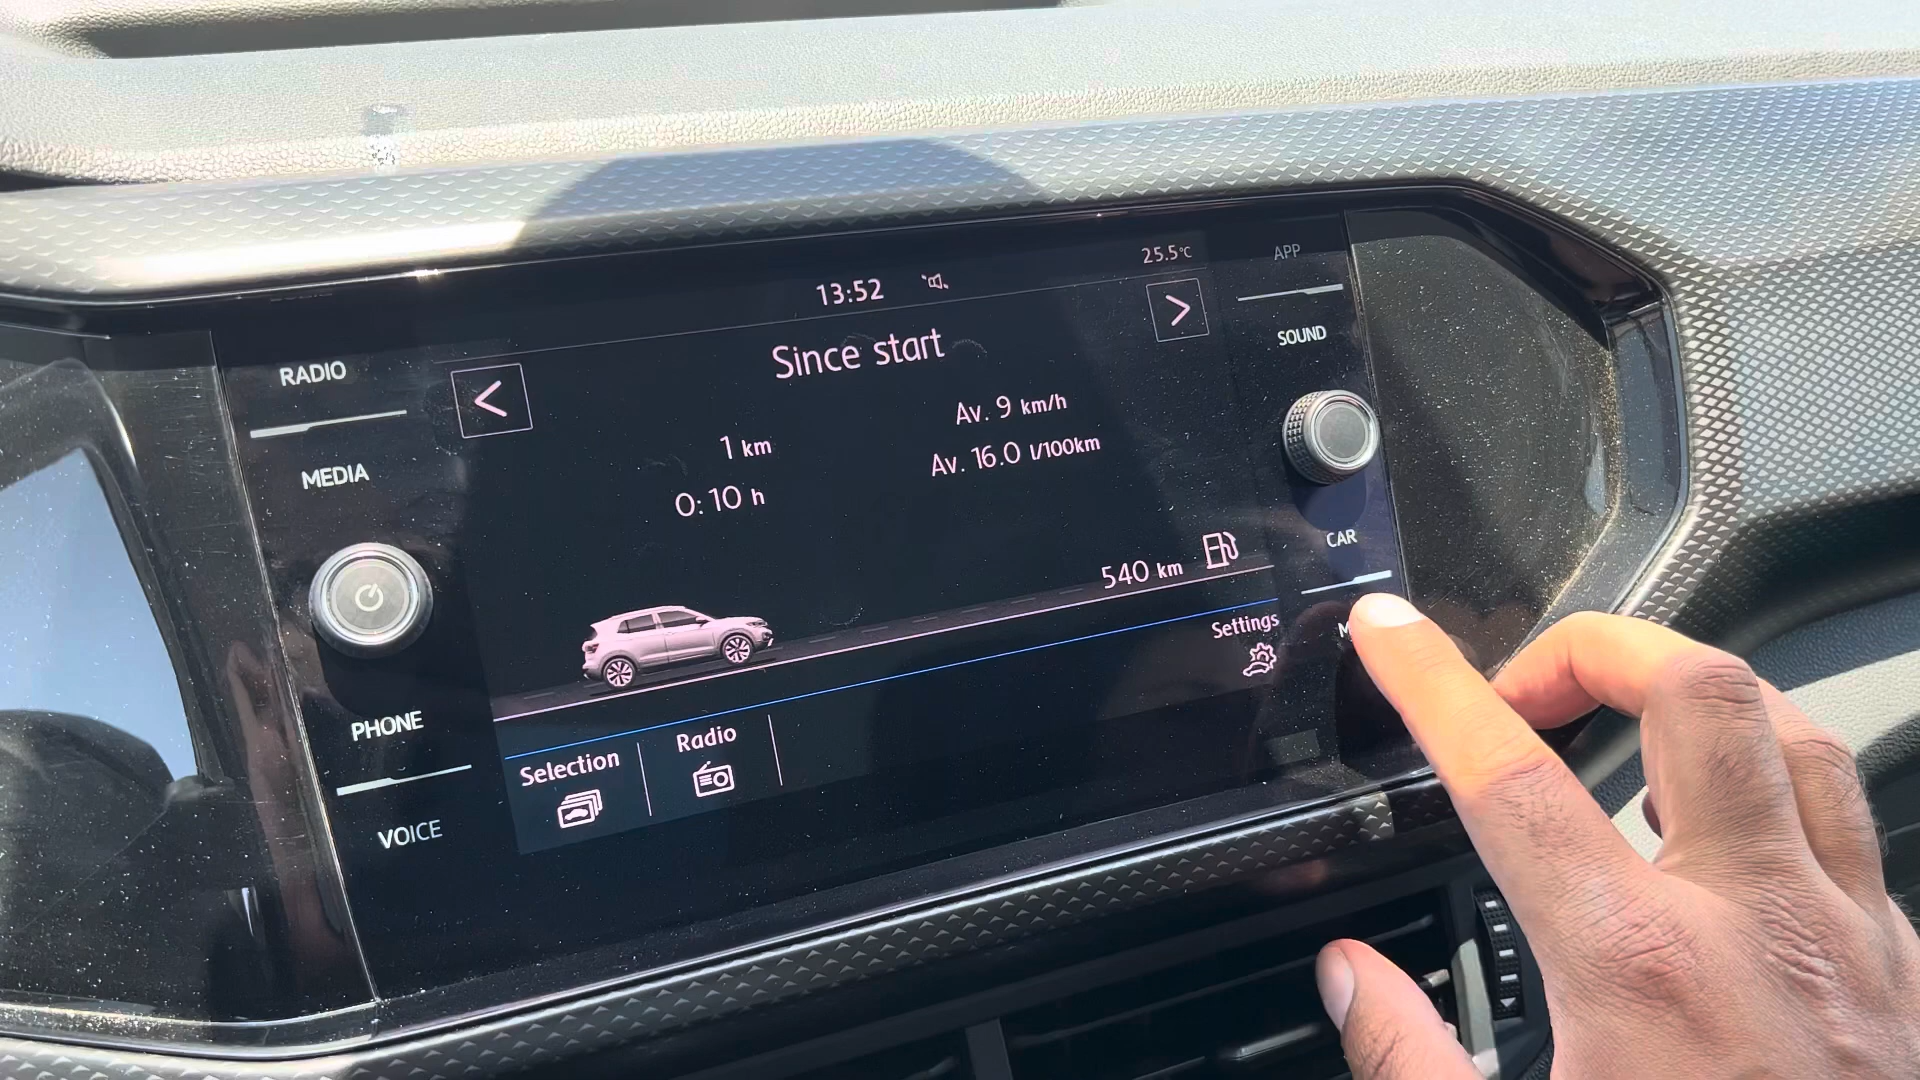 13:52
25.5°C
APP
Since start
SOUND
RADIO
Av. 9 km/h
1 km
Av. 16.0 l/100km
MEDIA
0:10 h
CAR
540 km
Settings
PHONE
Radio
Selection
VOICE